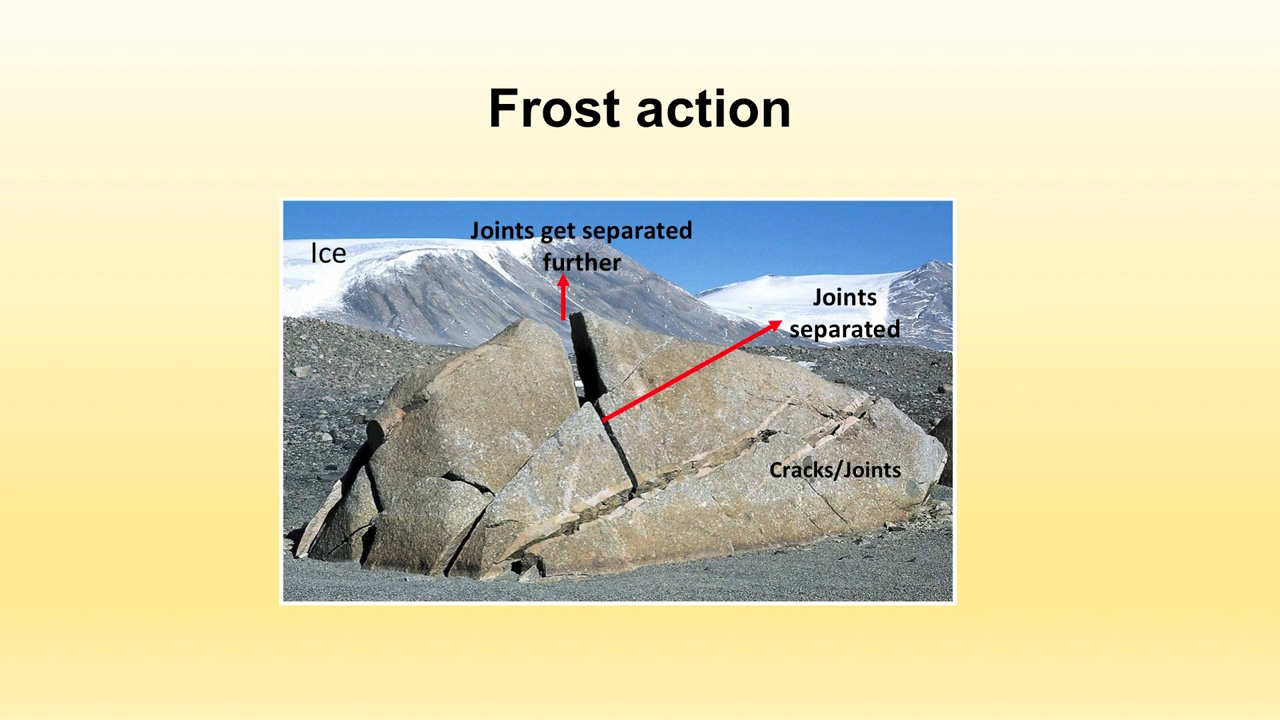 Frost action
Joints get separated
further
Ice
Joints
separated
Cracks/Joints